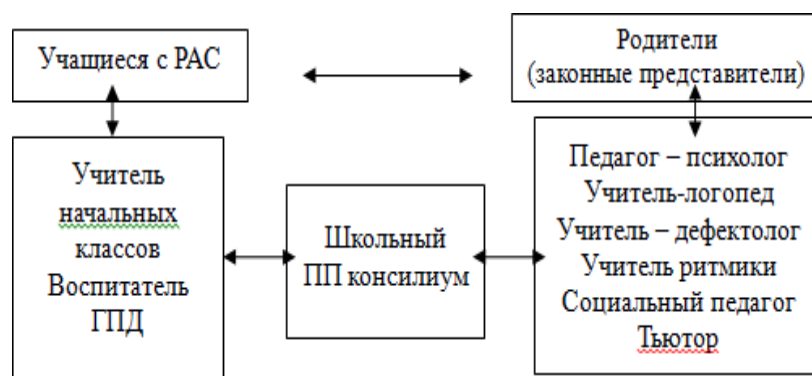 Учащиеся с РАС
Родители
(законные представители)
Учитель
начальных
классов
Воспитатель
ГПД
Школьный
ПП консилиум
Педагог – психолог
Учитель-логопед
Учитель – дефектолог
Учитель ритмики
Социальный педагог
Тьютор